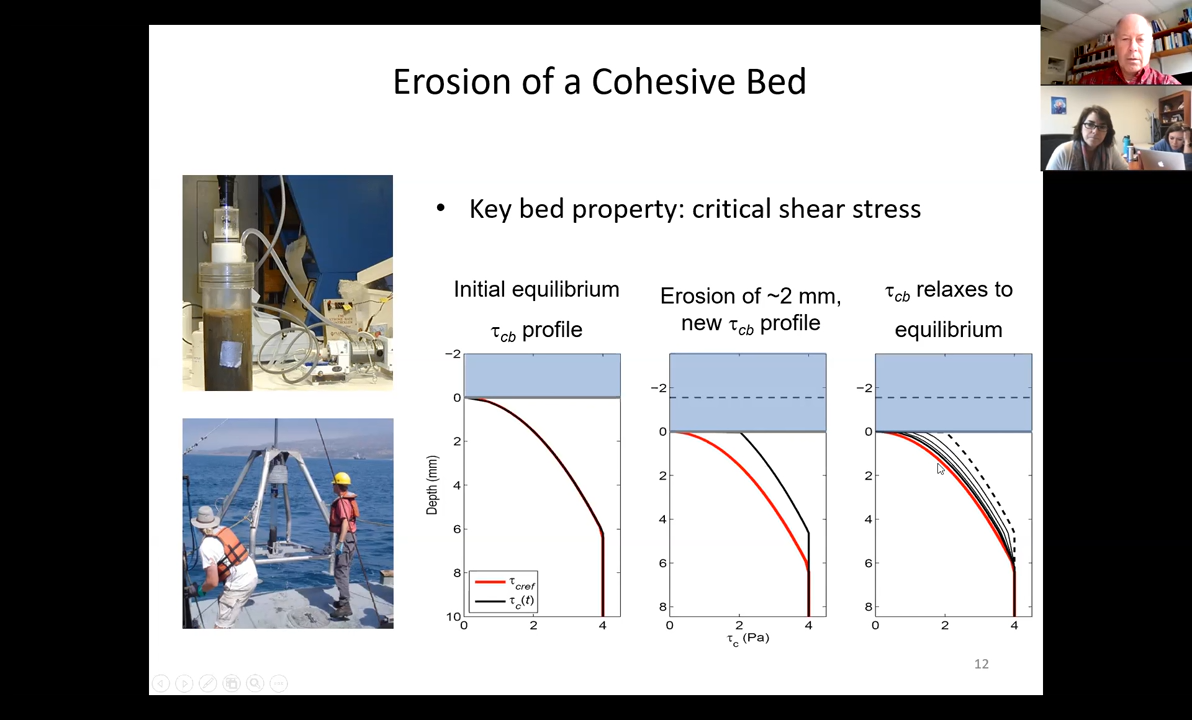 Erosion of a Cohesive Bed
• Key bed property: critical shear stress
Initial equilibrium
τcb profile
Erosion of ~2 mm,
new τcb profile
τcb relaxes to
equilibrium
−2
0
2
4
6
8
10
Depth (mm)
τcref
τc(t)
0 2 4
−2
0
2
4
6
8
0 2 4
τc (Pa)
−2
0
2
4
6
8
0 2 4
12